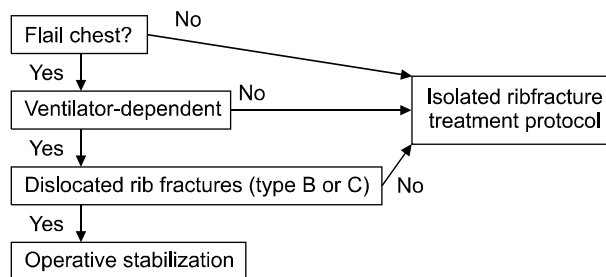 Flail chest?
No
Yes
Ventilator-dependent
No
Isolated ribfracture
treatment protocol
Yes
Dislocated rib fractures (type B or C)
No
Yes
Operative stabilization